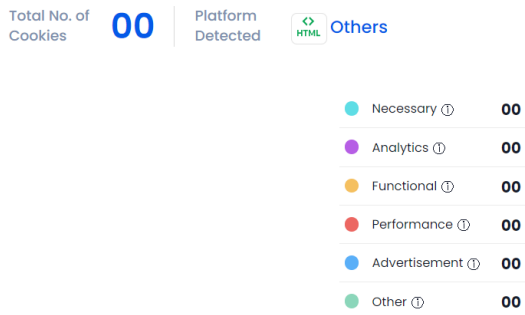 Total No. of
Cookies
00
Platform
Detected
HTML
Others
Necessary 00
Analytics 00
Functional 00
Performance 00
Advertisement 00
Other 00